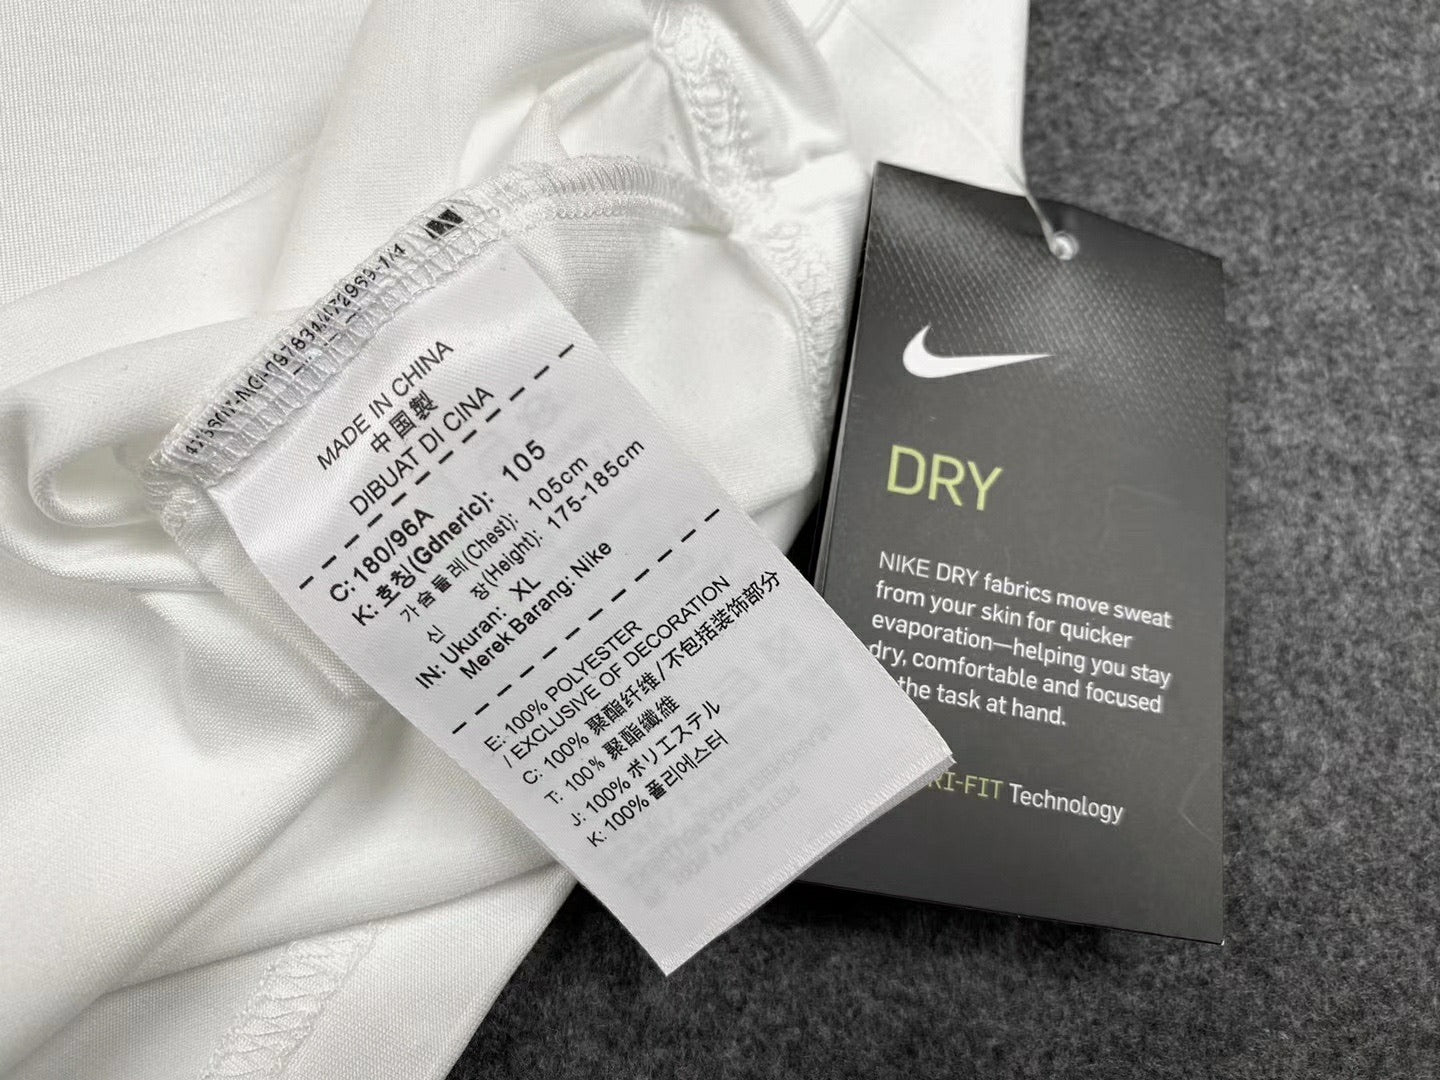 MADE IN CHINA
中国製
DIBUAT DI CINA
C: 180/96A
K: 호칭(Gdneric): 105
가슴둘레(Chest): 105cm
신 장(Height): 175-185cm
IN: Ukuran: XL
Merek Barang: Nike
E: 100% POLYESTER
/ EXCLUSIVE OF DECORATION
C: 100% 聚酯纤维/不包括装饰部分
T: 100% 聚酯纖維
J: 100% ポリエステル
K: 100% 폴리에스터
DRY
NIKE DRY fabrics move sweat
from your skin for quicker
evaporation—helping you stay
dry, comfortable and focused
the task at hand.
RI-FIT Technology